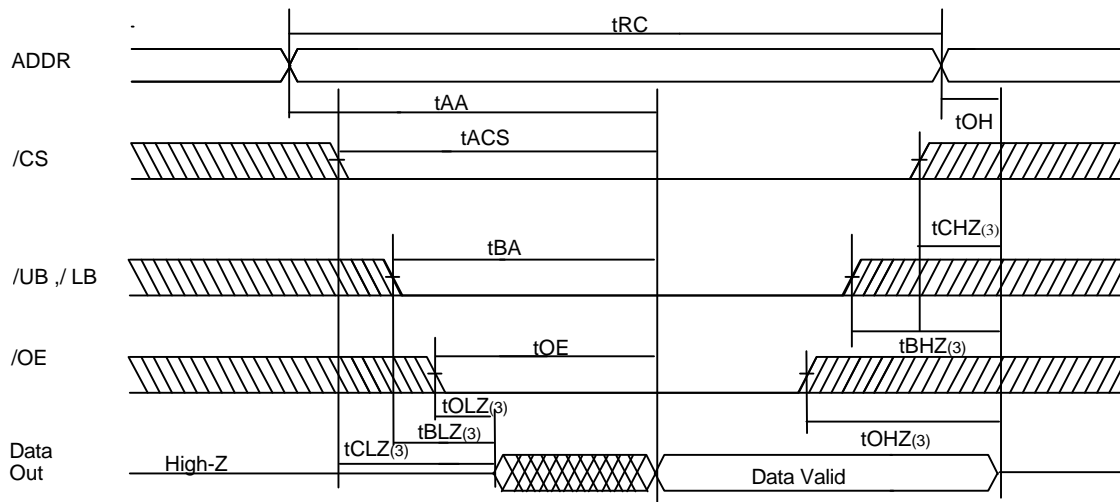 tRC
ADDR
tAA
tOH
tACS
/CS
tCHZ(3)
tBA
/UB ,/ LB
tBHZ(3)
tOE
/OE
tOLZ(3)
tBLZ(3)
tOHZ(3)
tCLZ(3)
Data
Out
High-Z
Data Valid